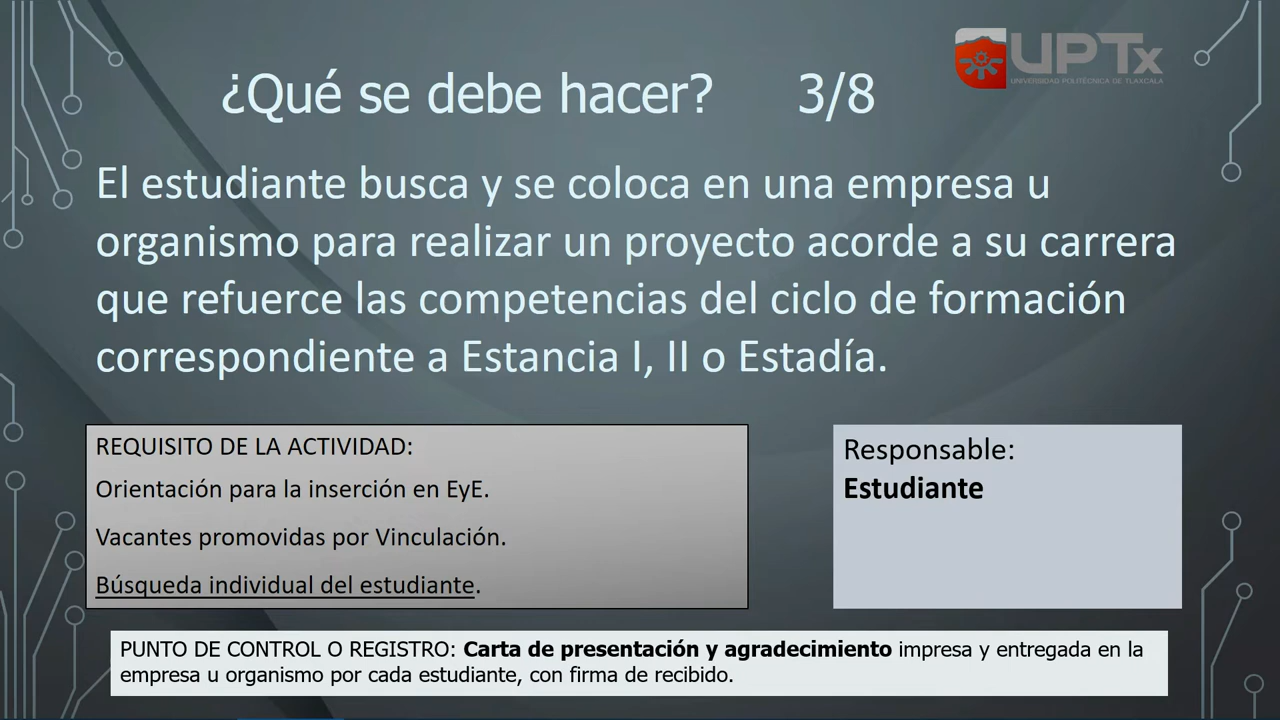 UPTx
UNIVERSIDAD POLITÉCNICA DE TLAXCALA
¿Qué se debe hacer? 3/8
El estudiante busca y se coloca en una empresa u
organismo para realizar un proyecto acorde a su carrera
que refuerce las competencias del ciclo de formación
correspondiente a Estancia I, II o Estadía.
REQUISITO DE LA ACTIVIDAD:
Orientación para la inserción en EyE.
Vacantes promovidas por Vinculación.
Búsqueda individual del estudiante.
Responsable:
Estudiante
PUNTO DE CONTROL O REGISTRO: Carta de presentación y agradecimiento impresa y entregada en la
empresa u organismo por cada estudiante, con firma de recibido.